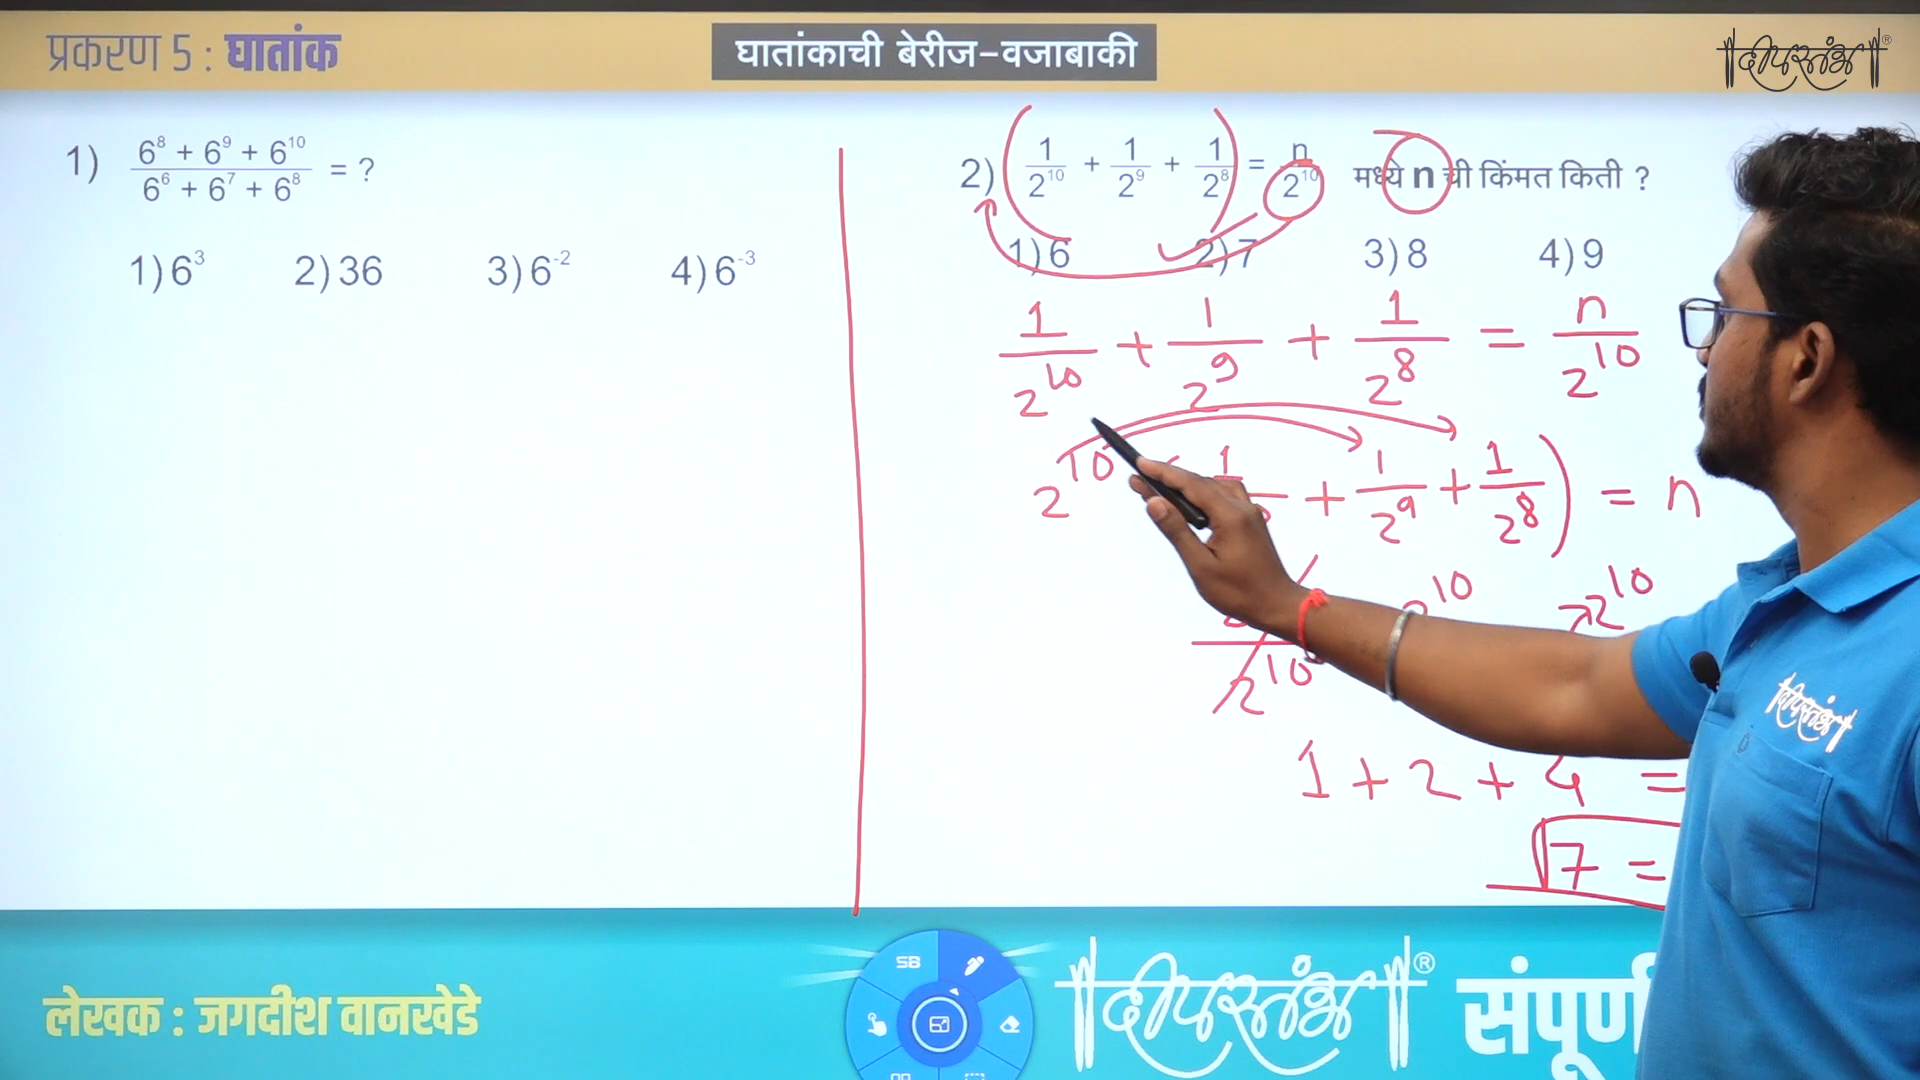 प्रकरण 5 : घातांक
घातांकाची बेरीज-वजाबाकी
दीपस्तंभ®
1) (6⁸ + 6⁹ + 6¹⁰)/(6⁶ + 6⁷ + 6⁸) = ?
1) 6³ 2) 36 3) 6⁻² 4) 6⁻³
2) 1/2¹⁰ + 1/2⁹ + 1/2⁸ = n/2¹⁰ मध्ये n ची किंमत किती ?
1) 6 2) 7 3) 8 4) 9
1/2¹⁰ + 1/2⁹ + 1/2⁸ = n/2¹⁰
2¹⁰ + 1/2⁹ + 1/2⁸) = n
2¹⁰ 2¹⁰
2¹⁰
1 + 2 + 4 =
7 =
दीपस्तंभ
लेखक : जगदीश वानखेडे
SB
दीपस्तंभ®
संपूर्ण